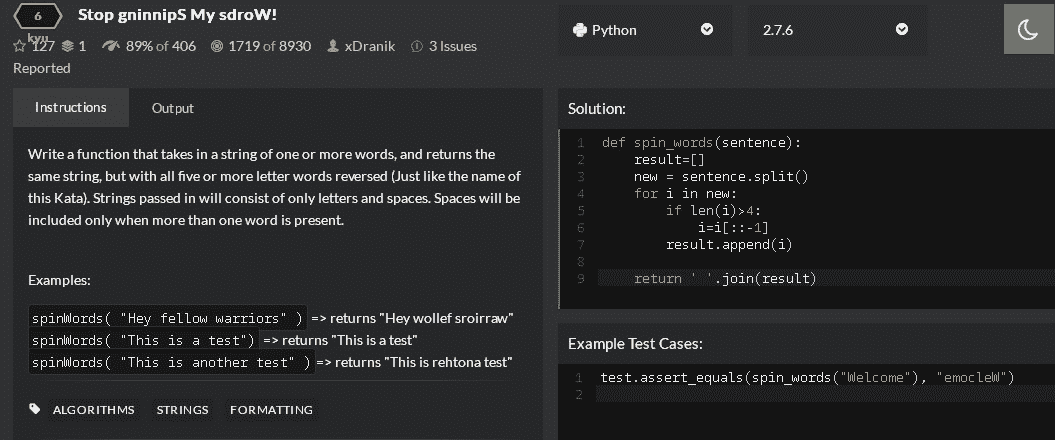 6 kyu
Stop gninnipS My sdroW!
127 1 89% of 406 1719 of 8930 xDranik 3 Issues
Reported
Python
2.7.6
Instructions Output
Write a function that takes in a string of one or more words, and returns the
same string, but with all five or more letter words reversed (Just like the name of
this Kata). Strings passed in will consist of only letters and spaces. Spaces will be
included only when more than one word is present.
Examples:
spinWords( "Hey fellow warriors" ) => returns "Hey wollef sroirraw"
spinWords( "This is a test") => returns "This is a test"
spinWords( "This is another test" ) => returns "This is rehtona test"
ALGORITHMS STRINGS FORMATTING
Solution:
1 def spin_words(sentence):
2     result=[]
3     new = sentence.split()
4     for i in new:
5         if len(i)>4:
6             i=i[::-1]
7         result.append(i)
8
9     return ' '.join(result)
Example Test Cases:
1 test.assert_equals(spin_words("Welcome"), "emocleW")
2